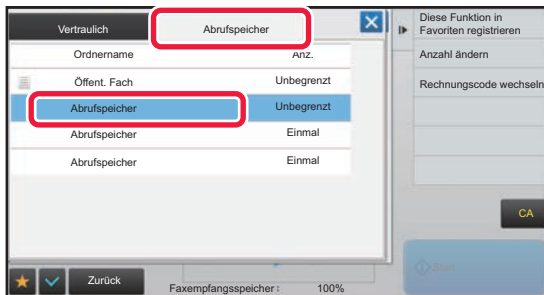 Vertraulich
Abrufspeicher
Ordnername
Anz.
Öffent. Fach
Unbegrenzt
Abrufspeicher
Unbegrenzt
Abrufspeicher
Einmal
Abrufspeicher
Einmal
Zurück
Faxempfangsspeicher: 100%
Diese Funktion in
Favoriten registrieren
Anzahl ändern
Rechnungscode wechseln
CA
Start